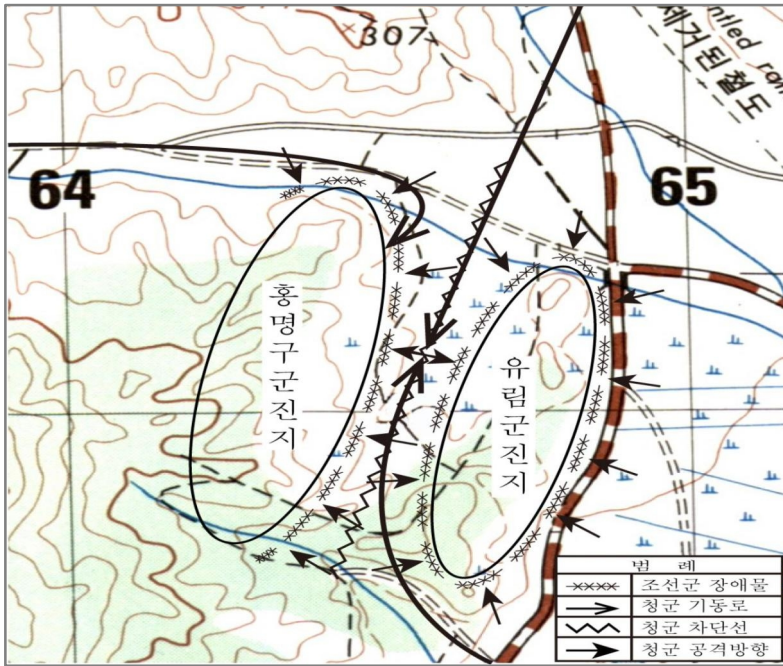 307
ntled ra
제거된철도
64
65
홍명구군진지
유림군진지
범 례
조선군 장애물
청군 기동로
청군 차단선
청군 공격방향